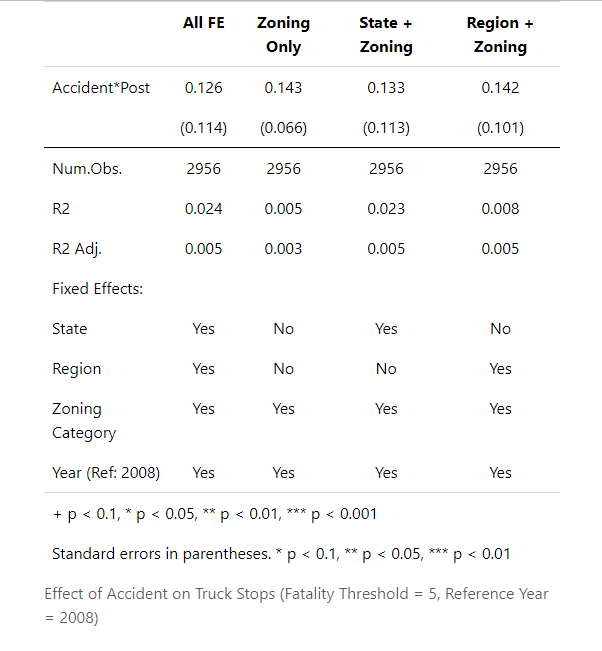 All FE Zoning Only State + Zoning Region + Zoning
Accident*Post 0.126 0.143 0.133 0.142
(0.114) (0.066) (0.113) (0.101)
Num.Obs. 2956 2956 2956 2956
R2 0.024 0.005 0.023 0.008
R2 Adj. 0.005 0.003 0.005 0.005
Fixed Effects:
State Yes No Yes No
Region Yes No No Yes
Zoning Category Yes Yes Yes Yes
Year (Ref: 2008) Yes Yes Yes Yes
+ p < 0.1, * p < 0.05, ** p < 0.01, *** p < 0.001
Standard errors in parentheses. * p < 0.1, ** p < 0.05, *** p < 0.01
Effect of Accident on Truck Stops (Fatality Threshold = 5, Reference Year
= 2008)